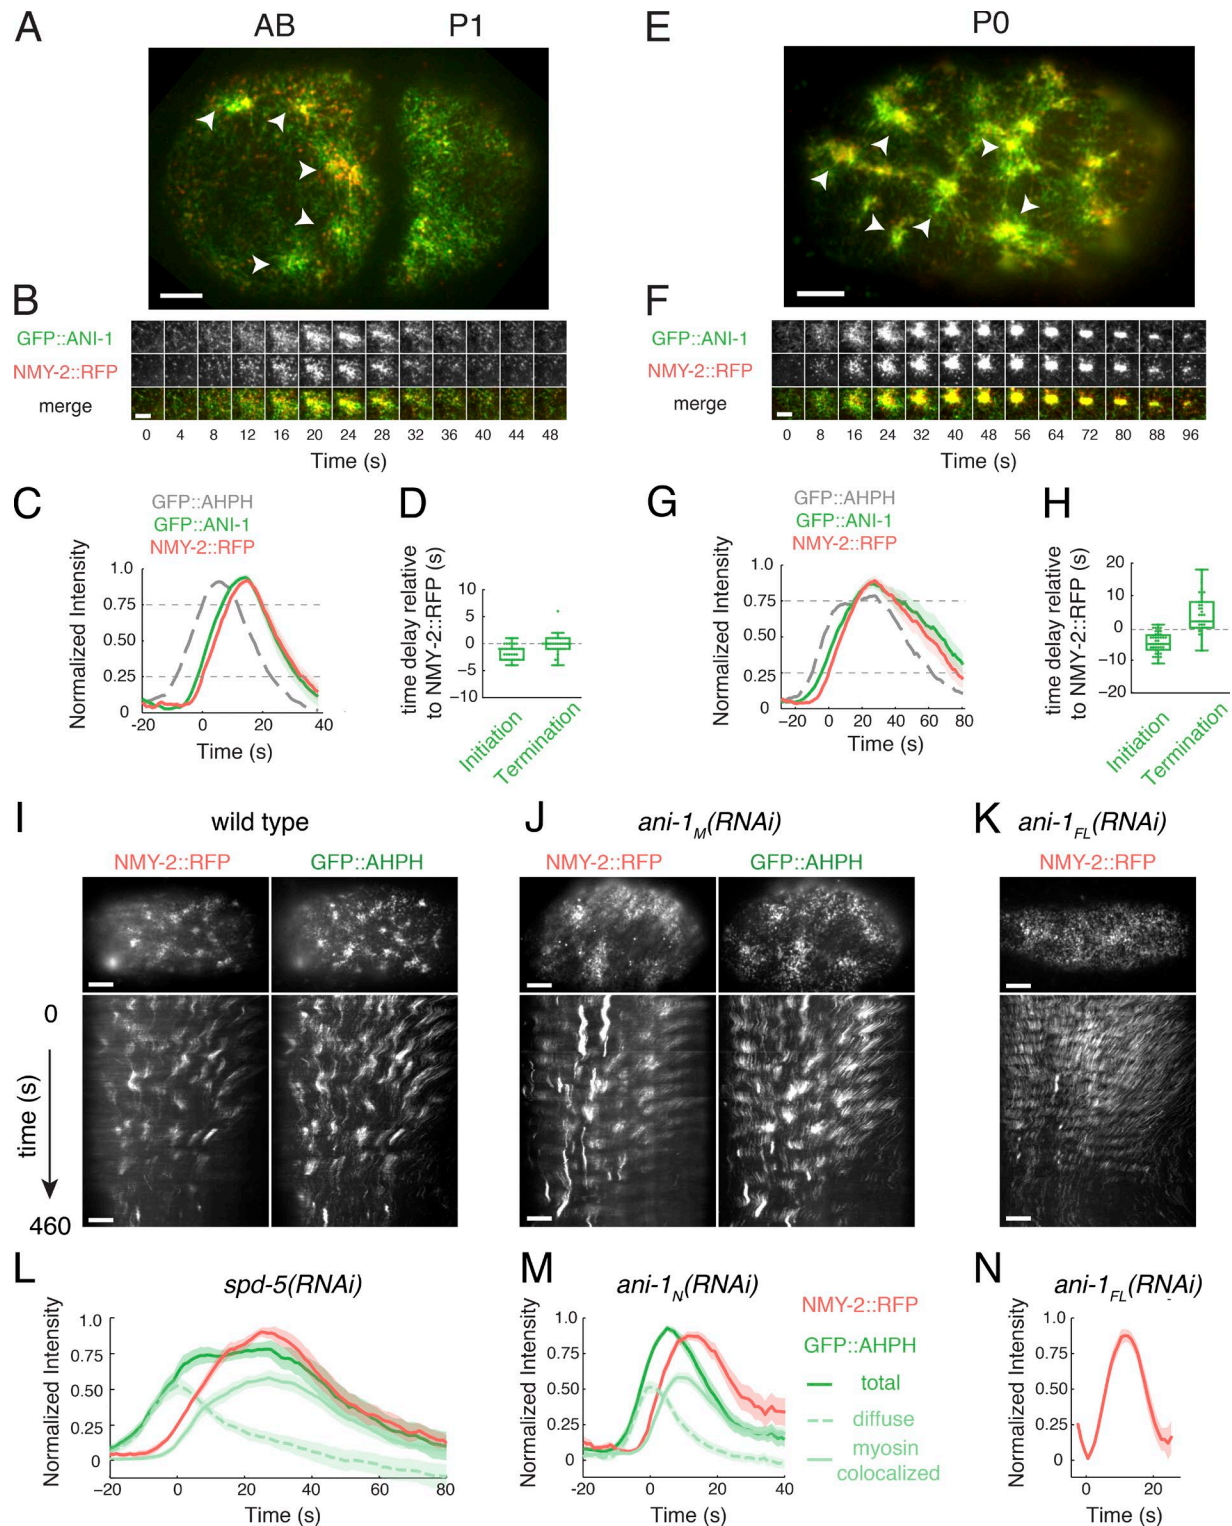 A AB P1
E P0
B
GFP::ANI-1
NMY-2::RFP
merge
0 4 8 12 16 20 24 28 32 36 40 44 48
Time (s)
F
GFP::ANI-1
NMY-2::RFP
merge
0 8 16 24 32 40 48 56 64 72 80 88 96
Time (s)
C
GFP::AHPH
GFP::ANI-1
NMY-2::RFP
Normalized Intensity
1.0
0.75
0.50
0.25
0
−20 0 20 40
Time (s)
D
time delay relative
to NMY-2::RFP (s)
10
5
0
−5
−10
Initiation
Termination
G
GFP::AHPH
GFP::ANI-1
NMY-2::RFP
Normalized Intensity
1.0
0.75
0.50
0.25
0
−20 0 20 40 60 80
Time (s)
H
time delay relative
to NMY-2::RFP (s)
20
10
0
−10
−20
Initiation
Termination
I wild type
NMY-2::RFP GFP::AHPH
0
time (s)
460
J ani-1M(RNAi)
NMY-2::RFP GFP::AHPH
K ani-1FL(RNAi)
NMY-2::RFP
L spd-5(RNAi)
Normalized Intensity
1.0
0.75
0.50
0.25
0
−20 0 20 40 60 80
Time (s)
M ani-1N(RNAi)
Normalized Intensity
1.0
0.75
0.50
0.25
0
−20 0 20 40
Time (s)
NMY-2::RFP
GFP::AHPH
total
diffuse
myosin
colocalized
N ani-1FL(RNAi)
Normalized Intensity
1.0
0.75
0.50
0.25
0
0 20
Time (s)